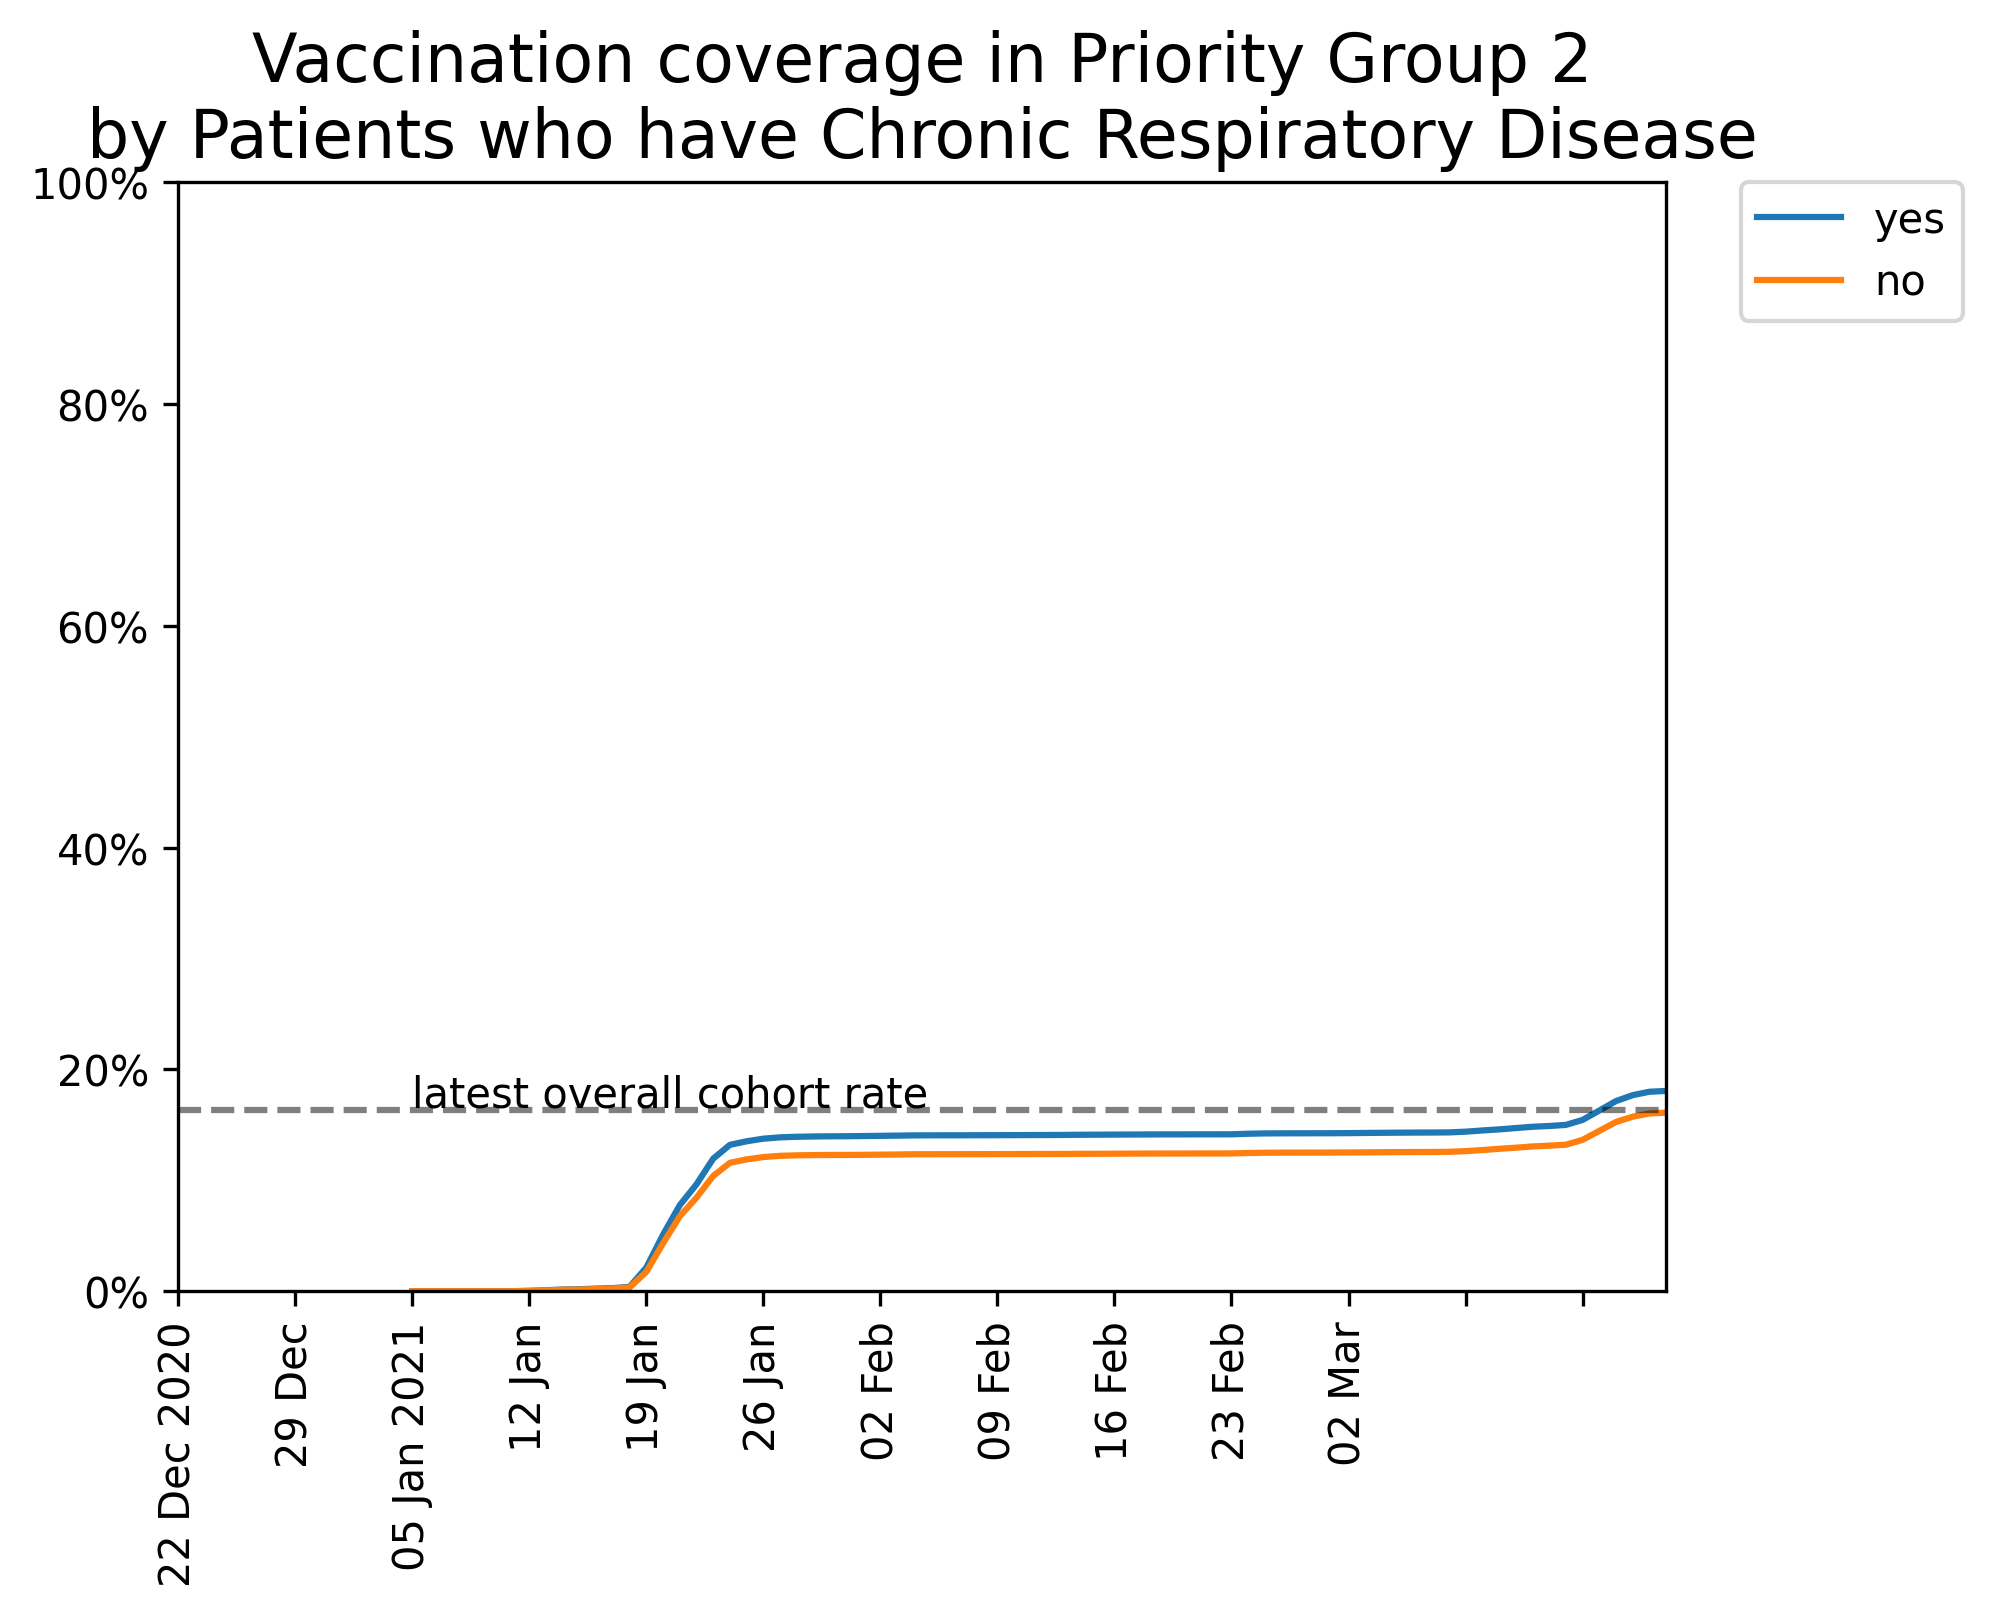 Vaccination coverage in Priority Group 2
by Patients who have Chronic Respiratory Disease
100%
80%
60%
40%
20%
0%
latest overall cohort rate
yes
no
22 Dec 2020
29 Dec
05 Jan 2021
12 Jan
19 Jan
26 Jan
02 Feb
09 Feb
16 Feb
23 Feb
02 Mar